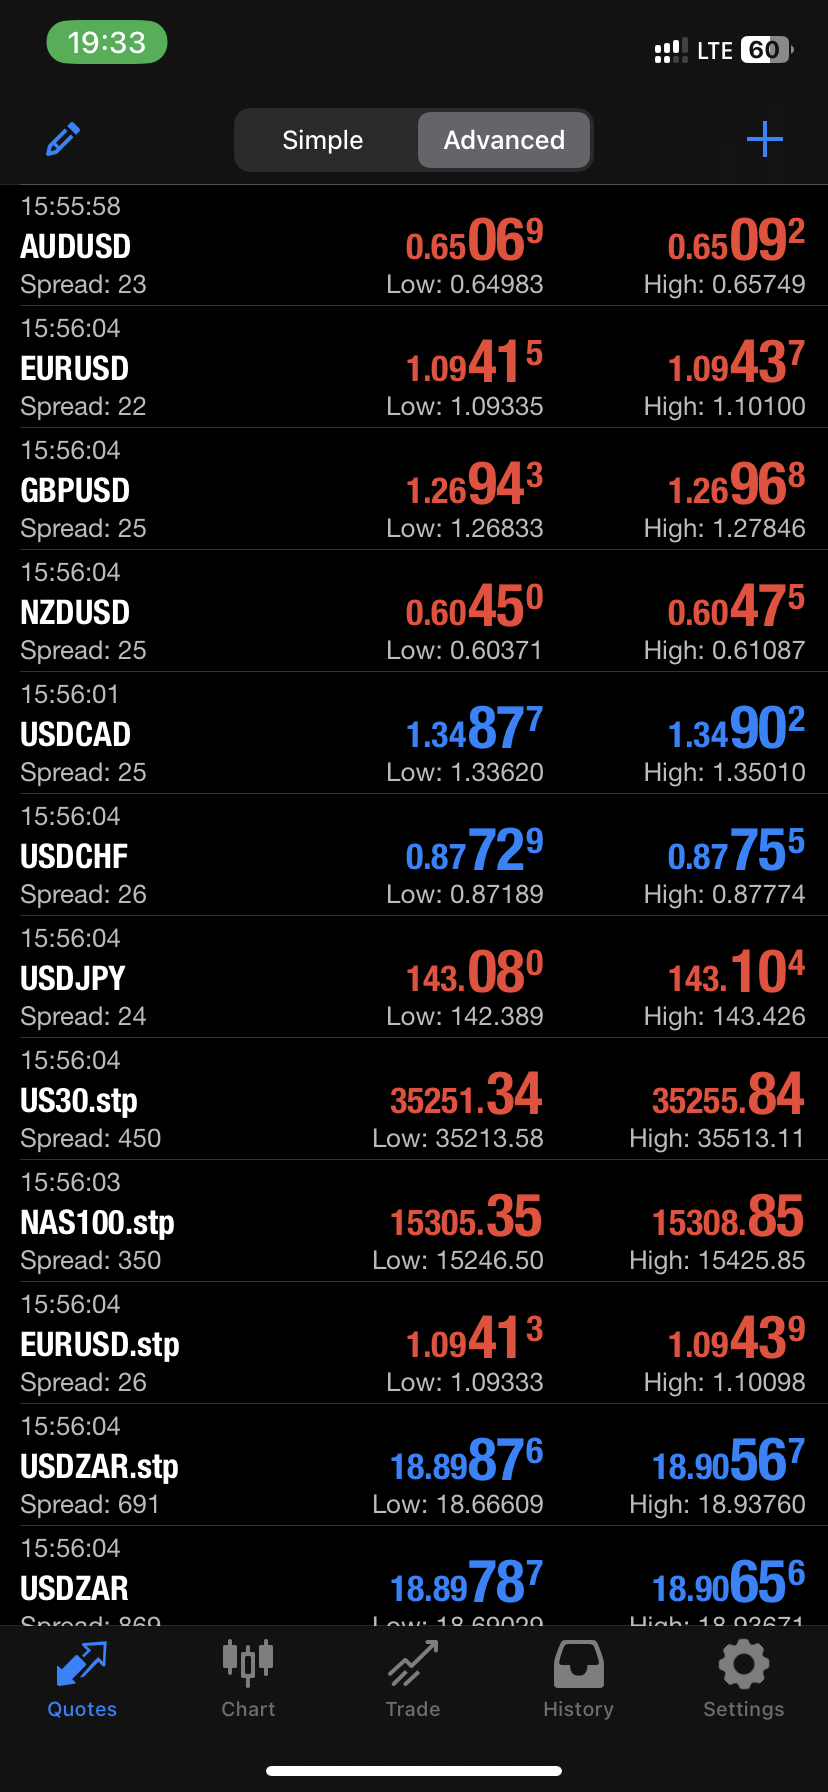 19:33
LTE 60
Simple Advanced
15:55:58
AUDUSD 0.65069 0.65092
Spread: 23 Low: 0.64983 High: 0.65749
15:56:04
EURUSD 1.09415 1.09437
Spread: 22 Low: 1.09335 High: 1.10100
15:56:04
GBPUSD 1.26943 1.26968
Spread: 25 Low: 1.26833 High: 1.27846
15:56:04
NZDUSD 0.60450 0.60475
Spread: 25 Low: 0.60371 High: 0.61087
15:56:01
USDCAD 1.34877 1.34902
Spread: 25 Low: 1.33620 High: 1.35010
15:56:04
USDCHF 0.87729 0.87755
Spread: 26 Low: 0.87189 High: 0.87774
15:56:04
USDJPY 143.080 143.104
Spread: 24 Low: 142.389 High: 143.426
15:56:04
US30.stp 35251.34 35255.84
Spread: 450 Low: 35213.58 High: 35513.11
15:56:03
NAS100.stp 15305.35 15308.85
Spread: 350 Low: 15246.50 High: 15425.85
15:56:04
EURUSD.stp 1.09413 1.09439
Spread: 26 Low: 1.09333 High: 1.10098
15:56:04
USDZAR.stp 18.89876 18.90567
Spread: 691 Low: 18.66609 High: 18.93760
15:56:04
USDZAR 18.89787 18.90656
Spread: 869 Low: 18.69029 High: 18.93671
Quotes Chart Trade History Settings